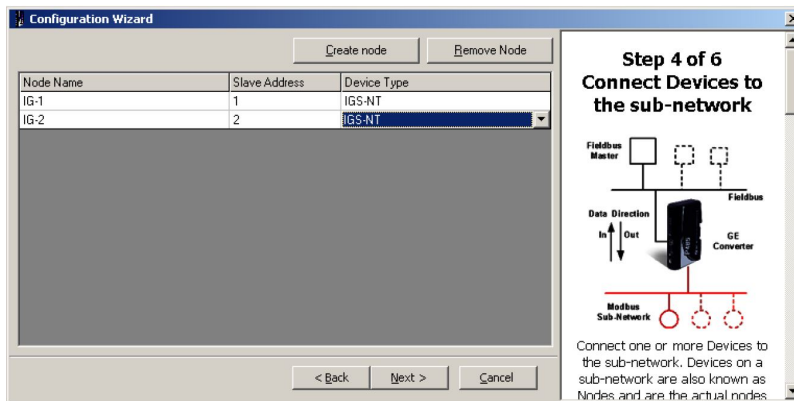 Configuration Wizard
Create node
Remove Node
Node Name Slave Address Device Type
IG-1 1 IGS-NT
IG-2 2 IGS-NT
< Back
Next >
Cancel
Step 4 of 6
Connect Devices to
the sub-network
Fieldbus
Master
Fieldbus
Data Direction
In Out
GE
Converter
Modbus
Sub-Network
Connect one or more Devices to
the sub-network. Devices on a
sub-network are also known as
Nodes and are the actual nodes